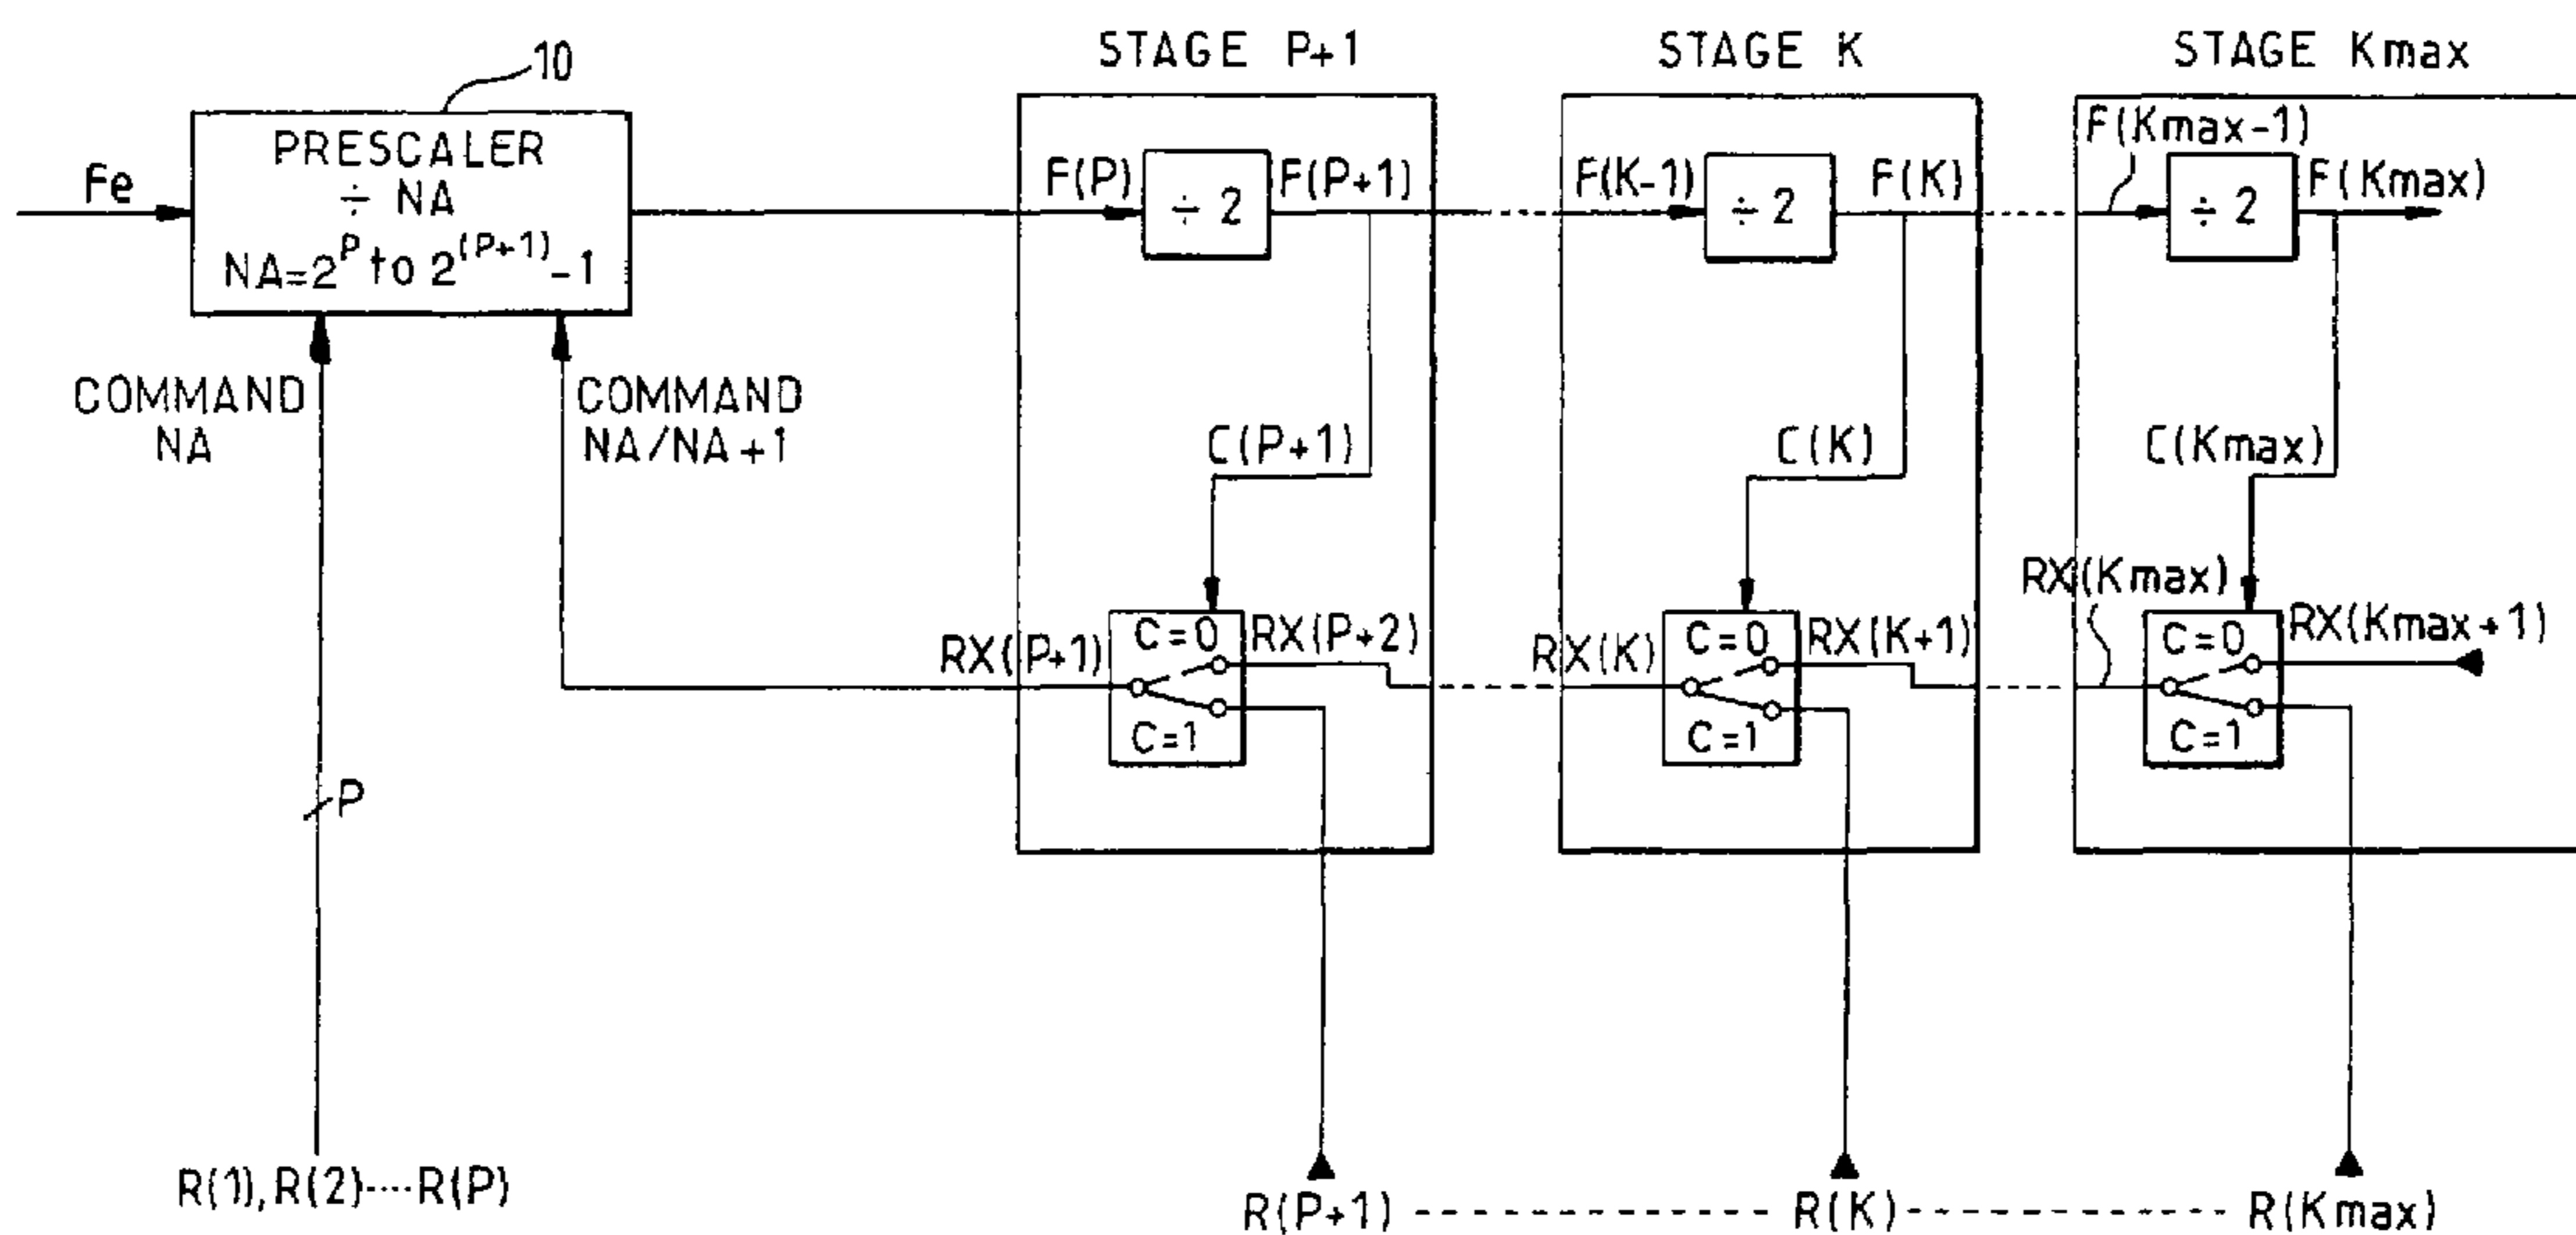 10
STAGE P+1
STAGE K
STAGE Kmax
PRESCALER
÷ NA
NA=2^P to 2^(P+1)-1
Fe
F(P)
÷ 2
F(P+1)
F(K-1)
÷ 2
F(K)
F(Kmax-1)
÷ 2
F(Kmax)
COMMAND
NA
COMMAND
NA/NA+1
C(P+1)
C(K)
C(Kmax)
RX(P+1)
C=0
C=1
RX(P+2)
RX(K)
C=0
C=1
RX(K+1)
RX(Kmax)
C=0
C=1
RX(Kmax+1)
P
R(1),R(2)----R(P)
R(P+1) ---------- R(K) ---------- R(Kmax)